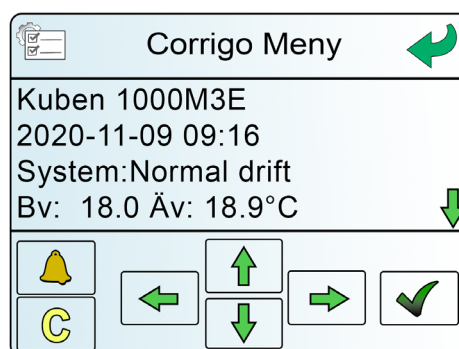 Corrigo Meny
Kuben 1000M3E
2020-11-09 09:16
System:Normal drift
Bv: 18.0 Äv: 18.9°C
C